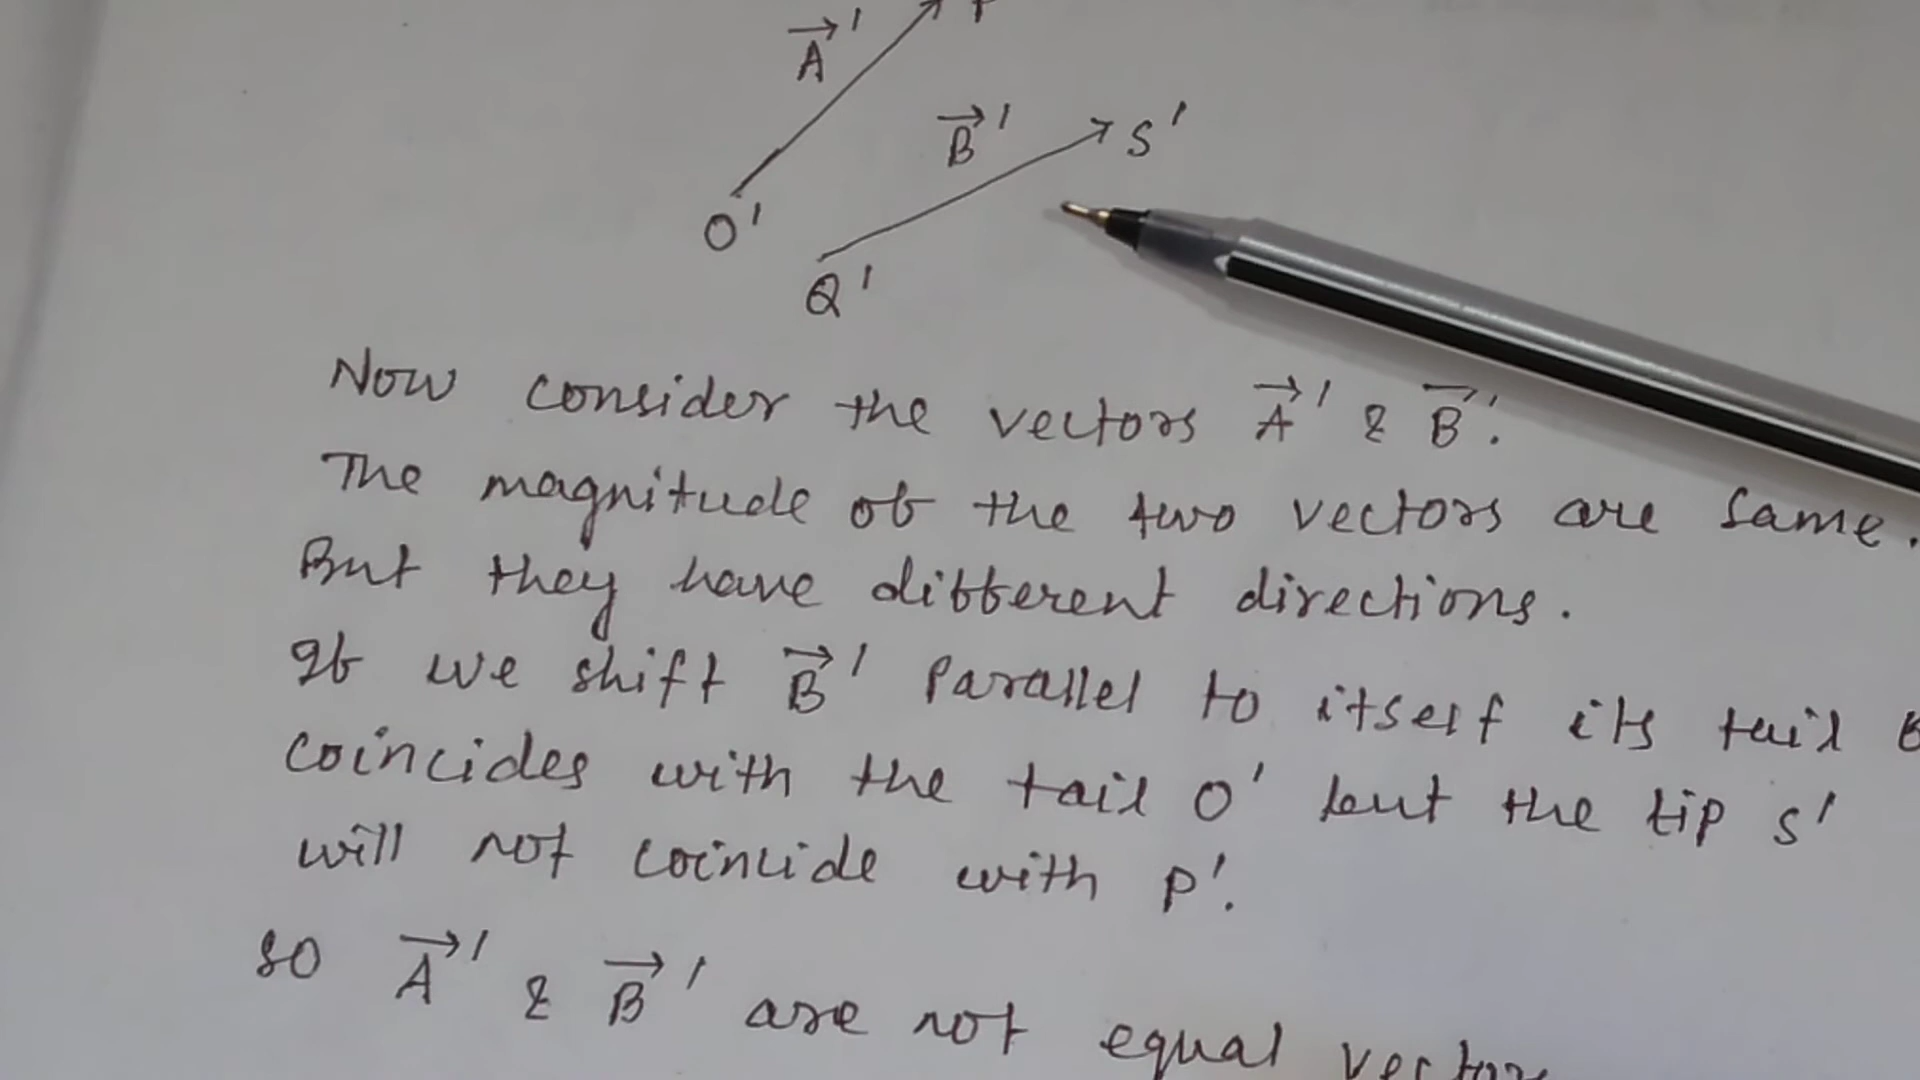 A⃗'
B⃗' S'
O'
Q'
Now consider the vectors A⃗' & B⃗'.
The magnitude of the two vectors are same.
But they have different directions.
If we shift B⃗' parallel to itself its tail
coincides with the tail O' but the tip S'
will not coincide with P'.
So A⃗' & B⃗' are not equal vectors